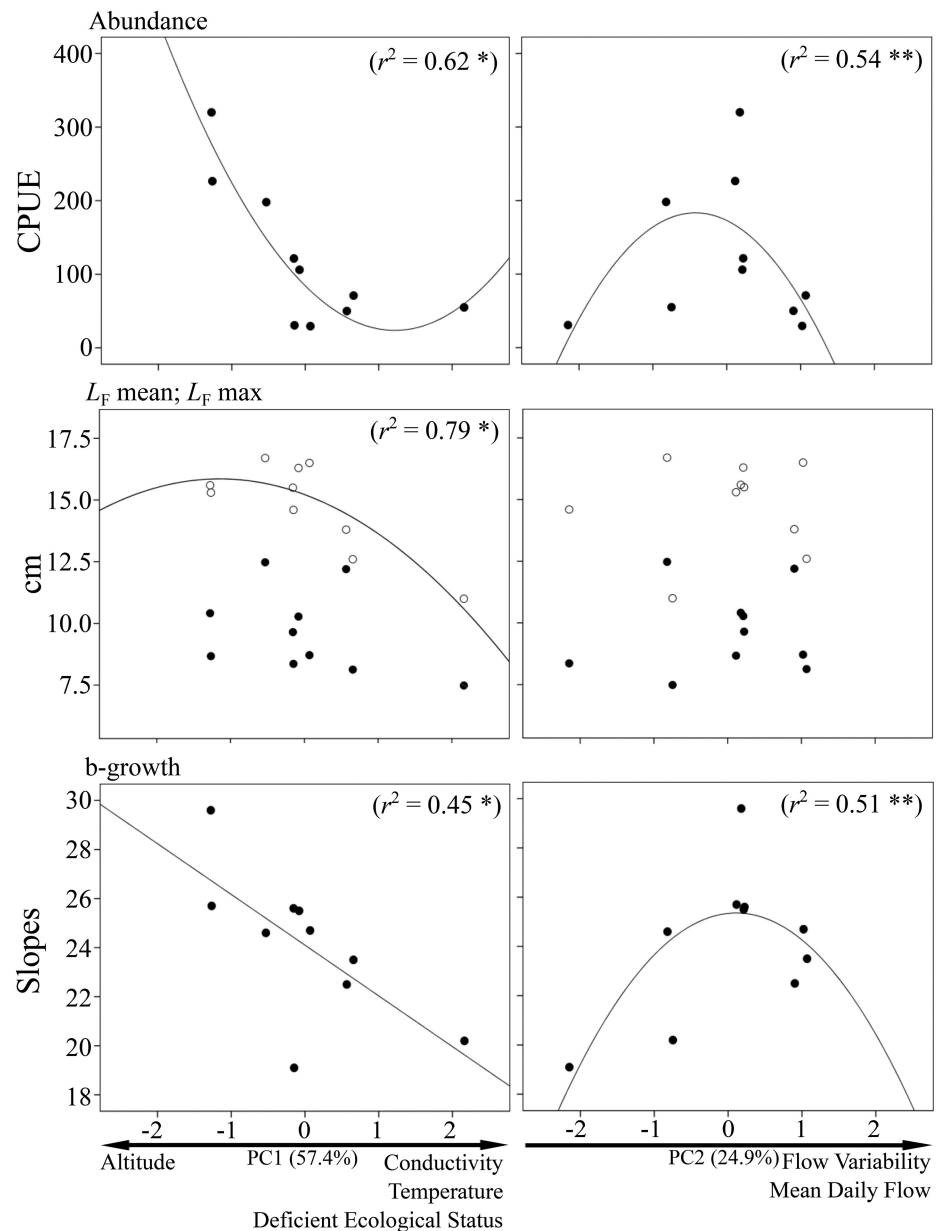 Abundance
(r² = 0.62 *)
(r² = 0.54 **)
CPUE
400
300
200
100
0
L_F mean; L_F max
(r² = 0.79 *)
cm
17.5
15.0
12.5
10.0
7.5
b-growth
(r² = 0.45 *)
(r² = 0.51 **)
Slopes
30
28
26
24
22
20
18
-2 -1 0 1 2
-2 -1 0 1 2
Altitude PC1 (57.4%) Conductivity
Temperature
Deficient Ecological Status
PC2 (24.9%) Flow Variability
Mean Daily Flow